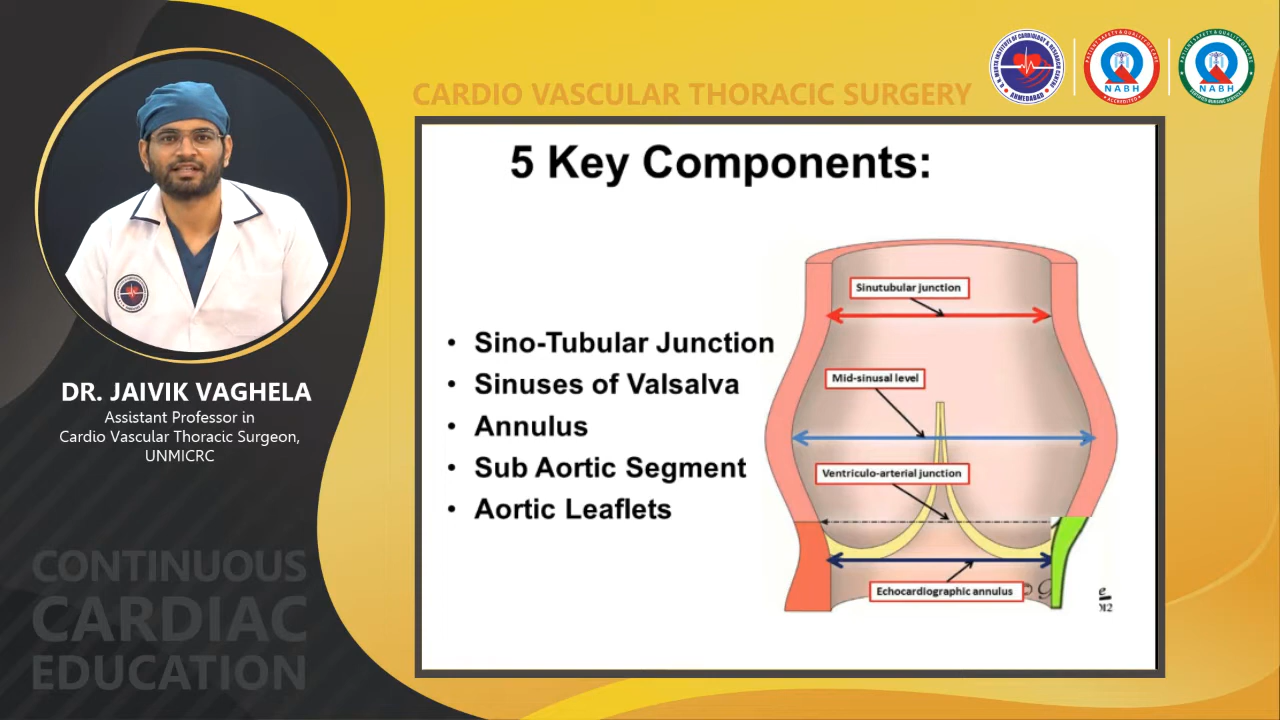 CARDIO VASCULAR THORACIC SURGERY
NABH
NABH
5 Key Components:
• Sino-Tubular Junction
• Sinuses of Valsalva
• Annulus
• Sub Aortic Segment
• Aortic Leaflets
Sinutubular junction
Mid-sinusal level
Ventriculo-arterial junction
Echocardiographic annulus
DR. JAIVIK VAGHELA
Assistant Professor in
Cardio Vascular Thoracic Surgeon,
UNMICRC
CONTINUOUS
CARDIAC
EDUCATION